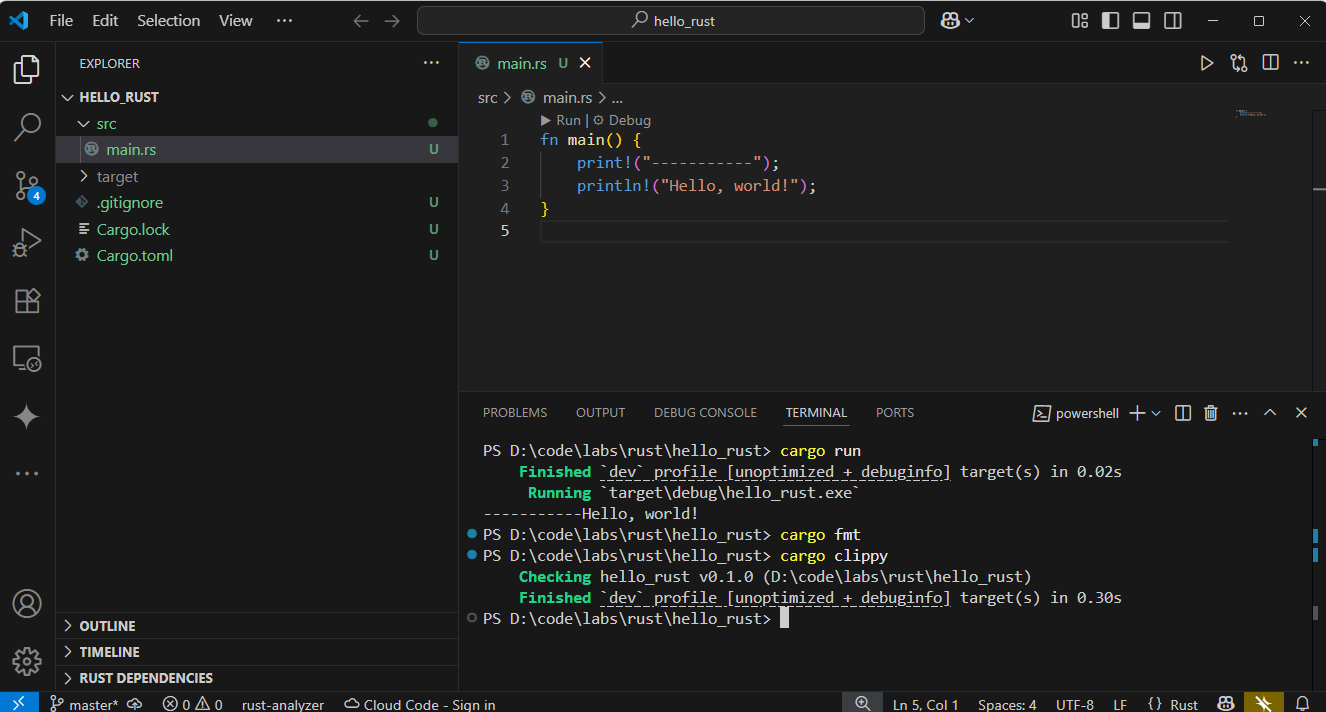 File Edit Selection View ··· hello_rust
EXPLORER ···
HELLO_RUST
src
main.rs U
target
.gitignore U
Cargo.lock U
Cargo.toml U
OUTLINE
TIMELINE
RUST DEPENDENCIES
4
main.rs U
src > main.rs > ...
Run | Debug
1 fn main() {
2     print!("-----------");
3     println!("Hello, world!");
4 }
5
PROBLEMS OUTPUT DEBUG CONSOLE TERMINAL PORTS powershell
PS D:\code\labs\rust\hello_rust> cargo run
    Finished `dev` profile [unoptimized + debuginfo] target(s) in 0.02s
     Running `target\debug\hello_rust.exe`
-----------Hello, world!
PS D:\code\labs\rust\hello_rust> cargo fmt
PS D:\code\labs\rust\hello_rust> cargo clippy
    Checking hello_rust v0.1.0 (D:\code\labs\rust\hello_rust)
    Finished `dev` profile [unoptimized + debuginfo] target(s) in 0.30s
PS D:\code\labs\rust\hello_rust>
master* 0 0 rust-analyzer Cloud Code - Sign in Ln 5, Col 1 Spaces: 4 UTF-8 LF {} Rust